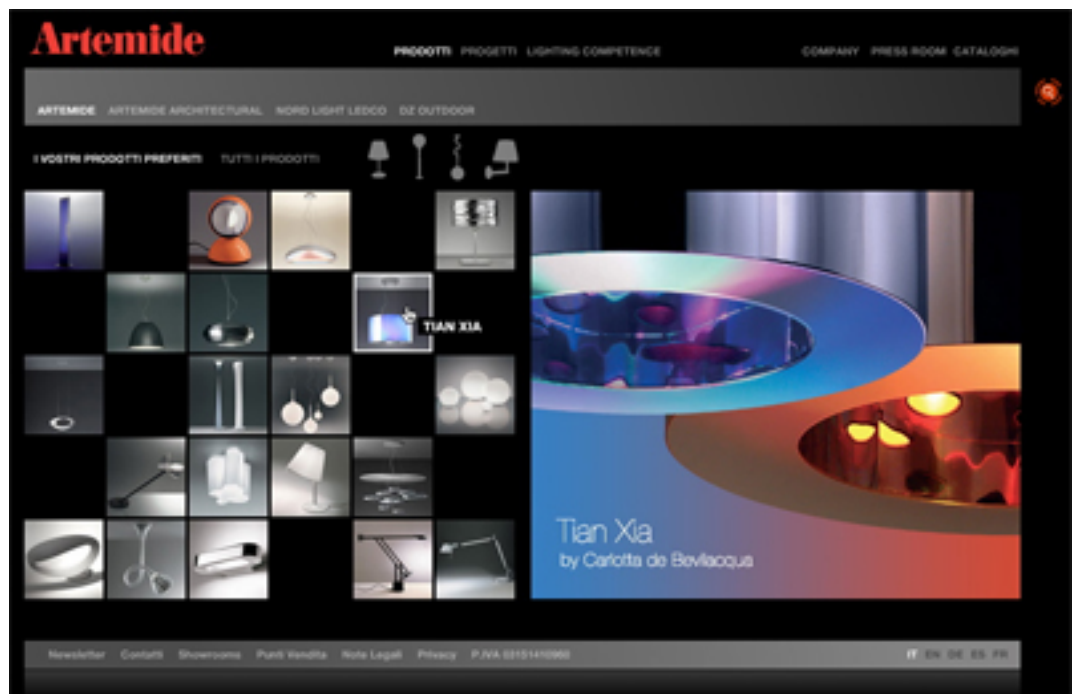 Artemide
PRODOTTI PROGETTI LIGHTING COMPETENCE
COMPANY PRESS ROOM CATALOGHI
ARTEMIDE ARTEMIDE ARCHITECTURAL NORD LIGHT LEDCO DZ OUTDOOR
I VOSTRI PRODOTTI PREFERITI TUTTI I PRODOTTI
TIAN XIA
Tian Xia
by Carlotta de Bevilacqua
Newsletter Contatti Showrooms Punti Vendita Note Legali Privacy P.IVA 03151410960
IT EN DE ES FR